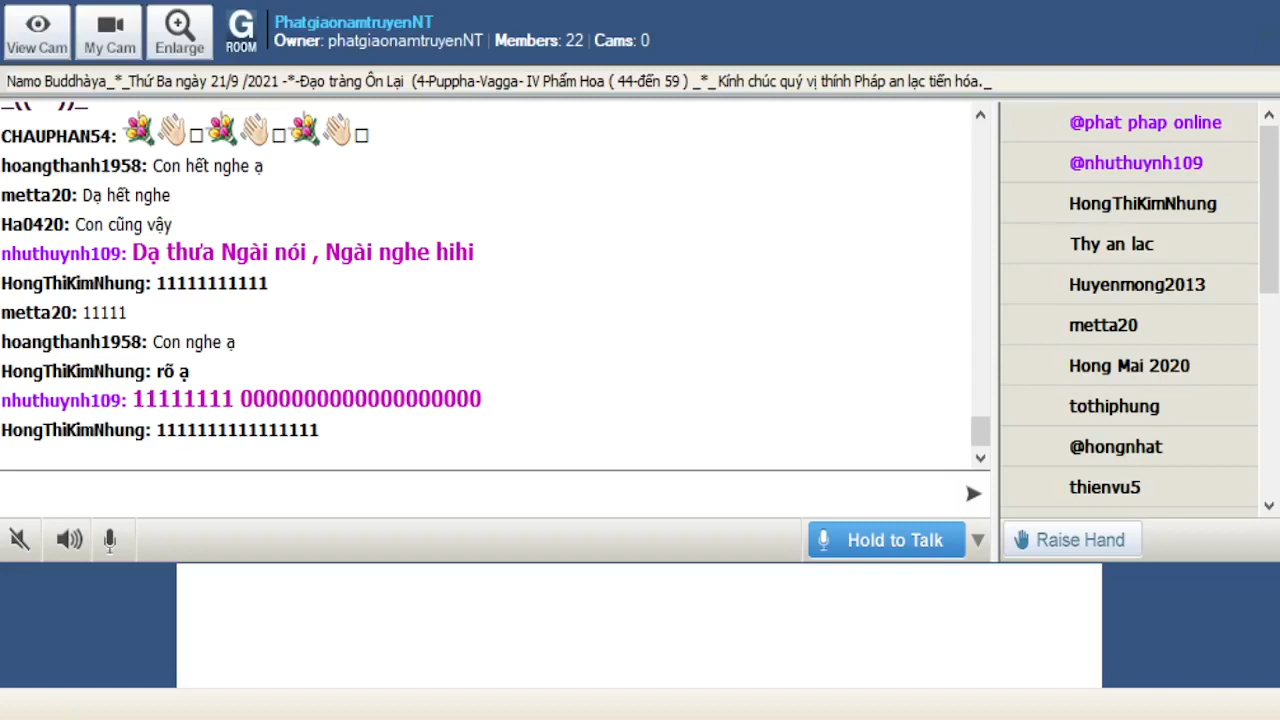 View Cam
My Cam
Enlarge
G
ROOM
PhatgiaonamtruyenNT
Owner: phatgiaonamtruyenNT | Members: 22 | Cams: 0
Namo Buddhàya_*_Thứ Ba ngày 21/9 /2021 -*-Đạo tràng Ôn Lại  (4-Puppha-Vagga- IV Phẩm Hoa ( 44-đến 59 ) _*_ Kính chúc quý vị thính Pháp an lạc tiến hóa._
CHAUPHAN54:
hoangthanh1958: Con hết nghe ạ
metta20: Dạ hết nghe
Ha0420: Con cũng vậy
nhuthuynh109: Dạ thưa Ngài nói , Ngài nghe hihi
HongThiKimNhung: 11111111111
metta20: 11111
hoangthanh1958: Con nghe ạ
HongThiKimNhung: rõ ạ
nhuthuynh109: 11111111 0000000000000000000
HongThiKimNhung: 1111111111111111
@phat phap online
@nhuthuynh109
HongThiKimNhung
Thy an lac
Huyenmong2013
metta20
Hong Mai 2020
tothiphung
@hongnhat
thienvu5
Hold to Talk
Raise Hand